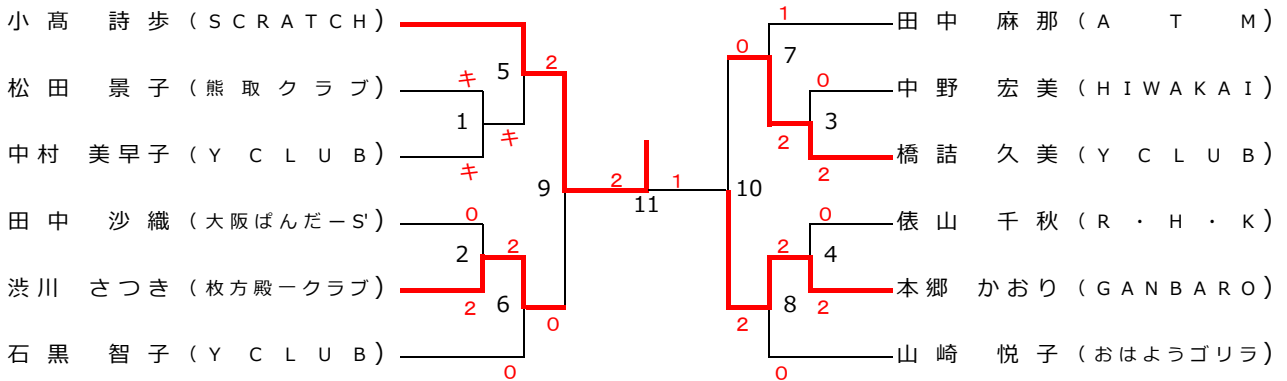 小髙 詩歩 (SCRATCH)
松田 景子 (熊取クラブ)
中村 美早子 (Y CLUB)
田中 沙織 (大阪ぱんだーS')
渋川 さつき (枚方殿一クラブ)
石黒 智子 (Y CLUB)
5
2
キ
1
キ
キ
9
2
0
2
2
2
6
0
0
11
1
田中 麻那 (ATM)
中野 宏美 (HIWAKAI)
橋詰 久美 (Y CLUB)
俵山 千秋 (R・H・K)
本郷 かおり (GANBARO)
山崎 悦子 (おはようゴリラ)
1
0
7
0
3
2
2
10
0
2
4
2
8
2
0